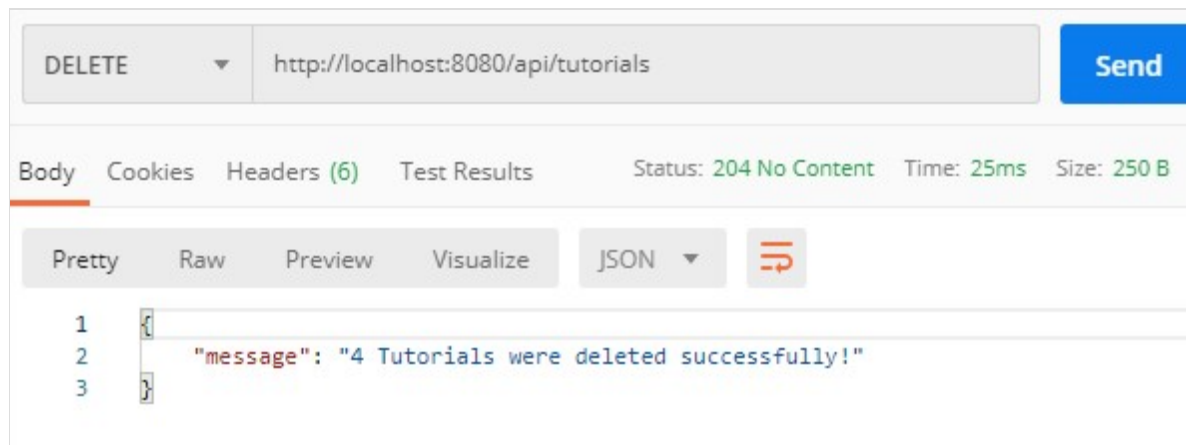 DELETE http://localhost:8080/api/tutorials Send
Body Cookies Headers (6) Test Results Status: 204 No Content Time: 25ms Size: 250 B
Pretty Raw Preview Visualize JSON
1 {
2 "message": "4 Tutorials were deleted successfully!"
3 }